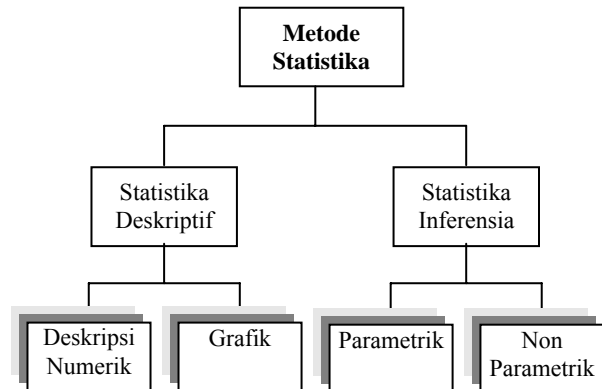 Metode
Statistika
Statistika
Deskriptif
Statistika
Inferensia
Deskripsi
Numerik
Grafik
Parametrik
Non
Parametrik